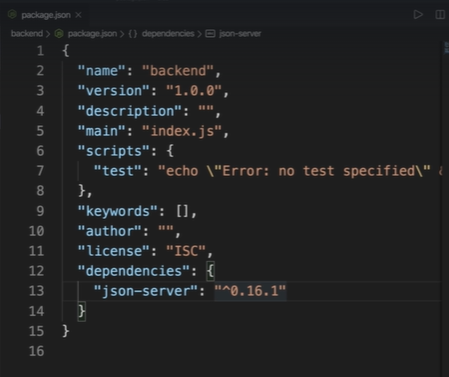 package.json ×
backend > package.json > { } dependencies > json-server
1 {
2 "name": "backend",
3 "version": "1.0.0",
4 "description": "",
5 "main": "index.js",
6 "scripts": {
7 "test": "echo \"Error: no test specified\" &
8 },
9 "keywords": [],
10 "author": "",
11 "license": "ISC",
12 "dependencies": {
13 "json-server": "^0.16.1"
14 }
15 }
16